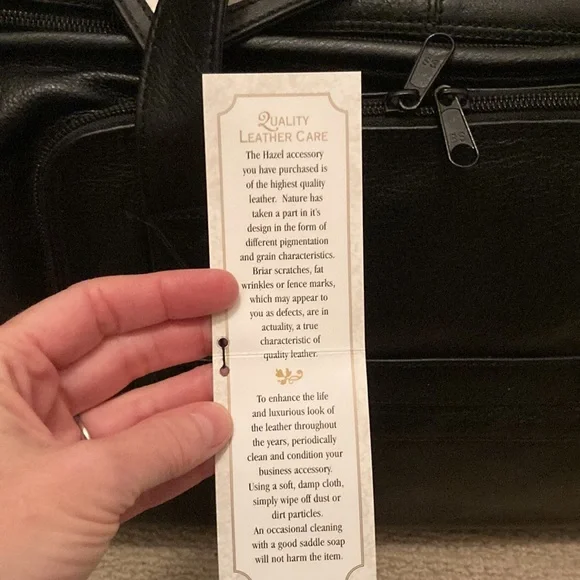 QUALITY
LEATHER CARE
The Hazel accessory
you have purchased is
of the highest quality
leather. Nature has
taken a part in it's
design in the form of
different pigmentation
and grain characteristics.
Briar scratches, fat
wrinkles or fence marks,
which may appear to
you as defects, are in
actuality, a true
characteristic of
quality leather.
To enhance the life
and luxurious look of
the leather throughout
the years, periodically
clean and condition your
business accessory.
Using a soft, damp cloth,
simply wipe off dust or
dirt particles.
An occasional cleaning
with a good saddle soap
will not harm the item.